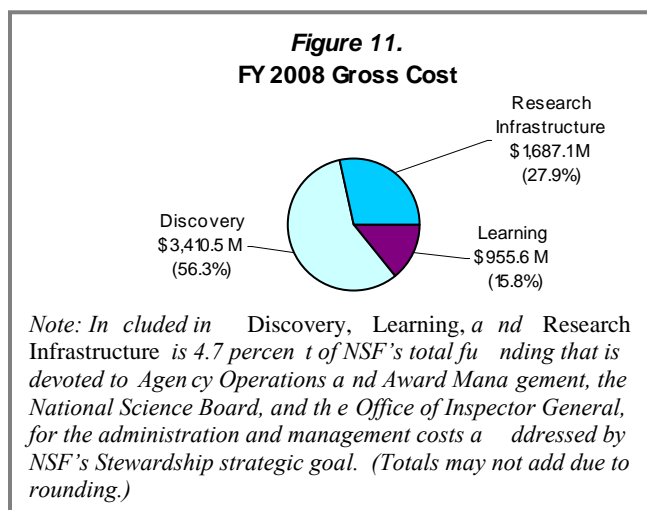 Figure 11.
FY 2008 Gross Cost
Research
Infrastructure
$1,687.1M
(27.9%)
Discovery
$3,410.5 M
(56.3%)
Learning
$955.6 M
(15.8%)
Note: In cluded in Discovery, Learning, a nd Research
Infrastructure is 4.7 percen t of NSF's total fu nding that is
devoted to Agen cy Operations a nd Award Mana gement, the
National Science Board, and th e Office of Inspector General,
for the administration and management costs a ddressed by
NSF's Stewardship strategic goal. (Totals may not add due to
rounding.)